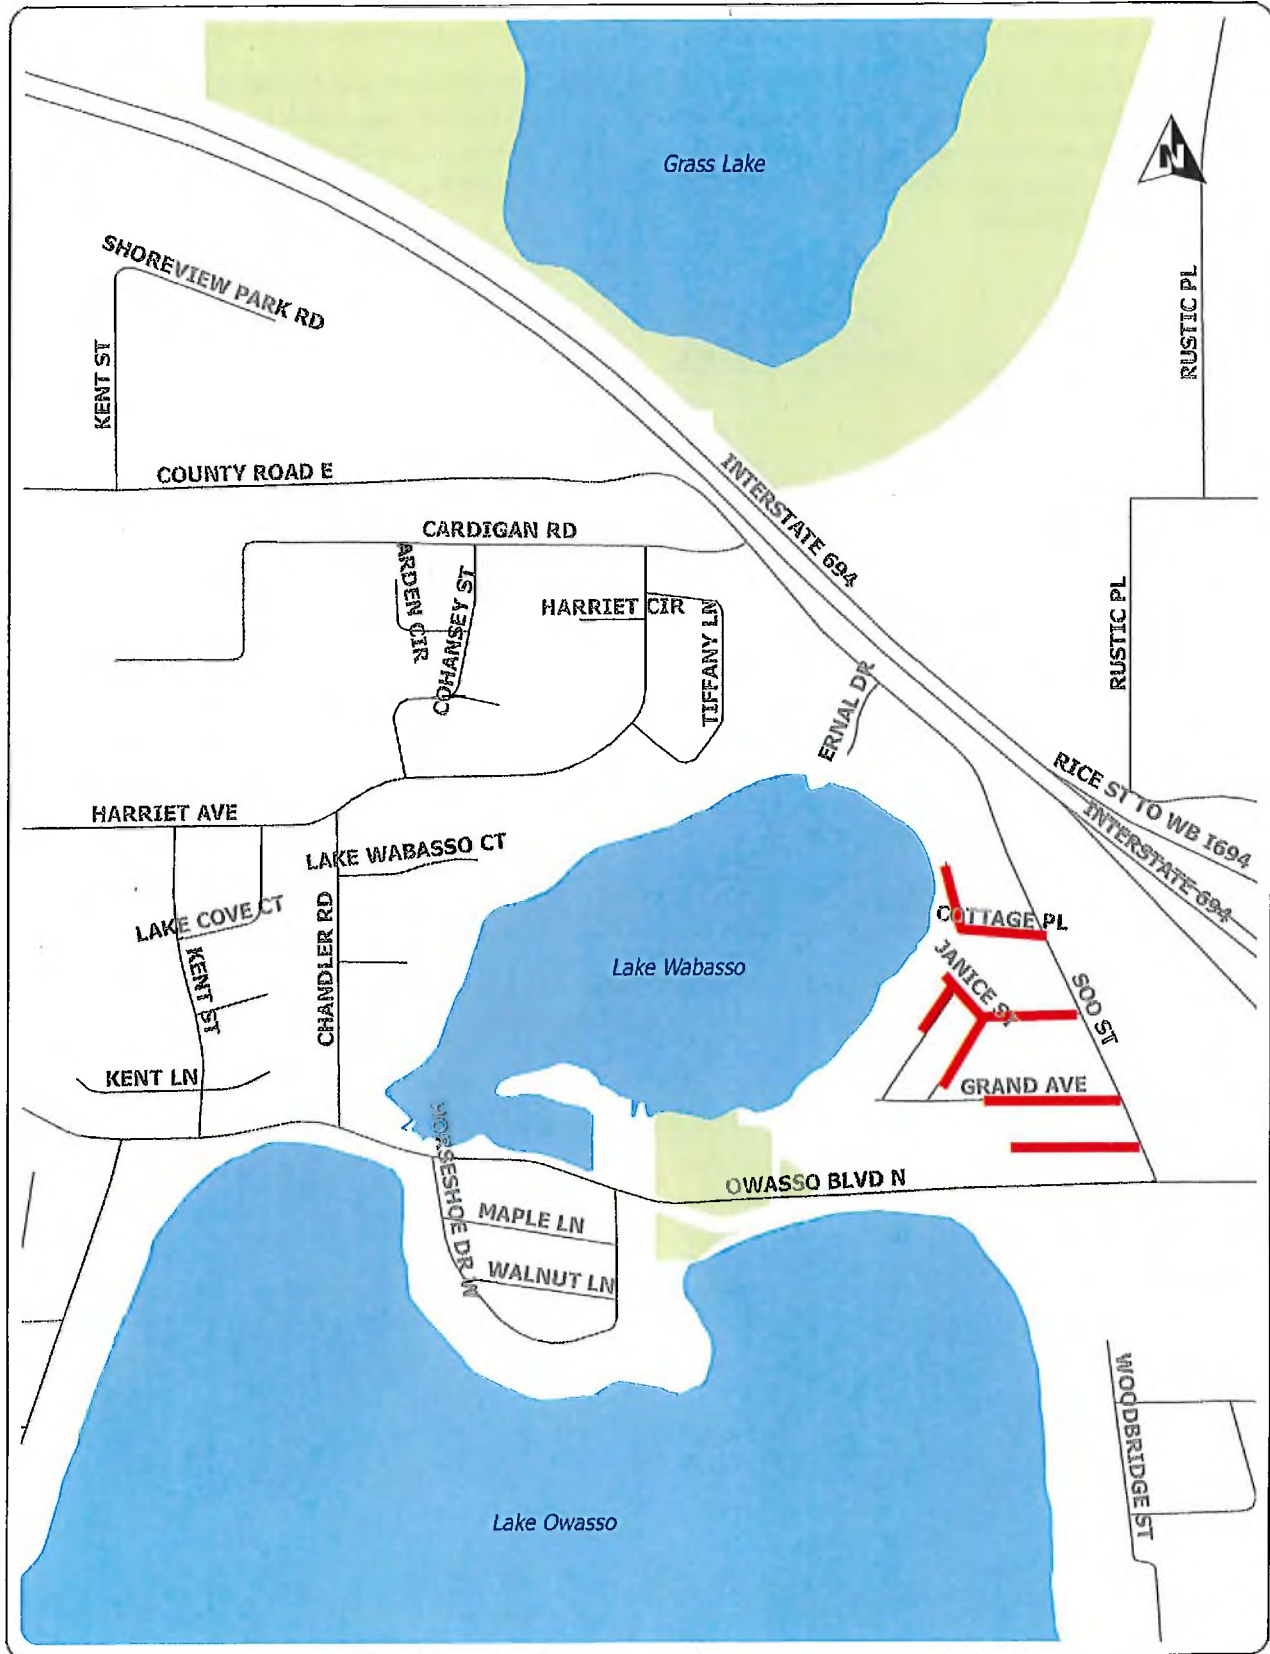 Grass Lake
N
SHOREVIEW PARK RD
RUSTIC PL
KENT ST
COUNTY ROAD E
INTERSTATE 694
CARDIGAN RD
ARDEN CIR
COHANSEY ST
HARRIET CIR
TIFFANY LN
RUSTIC PL
ERNAL DR
RICE ST TO WB I694
INTERSTATE 694
HARRIET AVE
LAKE WABASSO CT
LAKE COVE CT
COTTAGE PL
KENT ST
CHANDLER RD
Lake Wabasso
JANICE ST
SOO ST
KENT LN
GRAND AVE
HORSESHOE DR W
OWASSO BLVD N
MAPLE LN
WALNUT LN
WOODBRIDGE ST
Lake Owasso